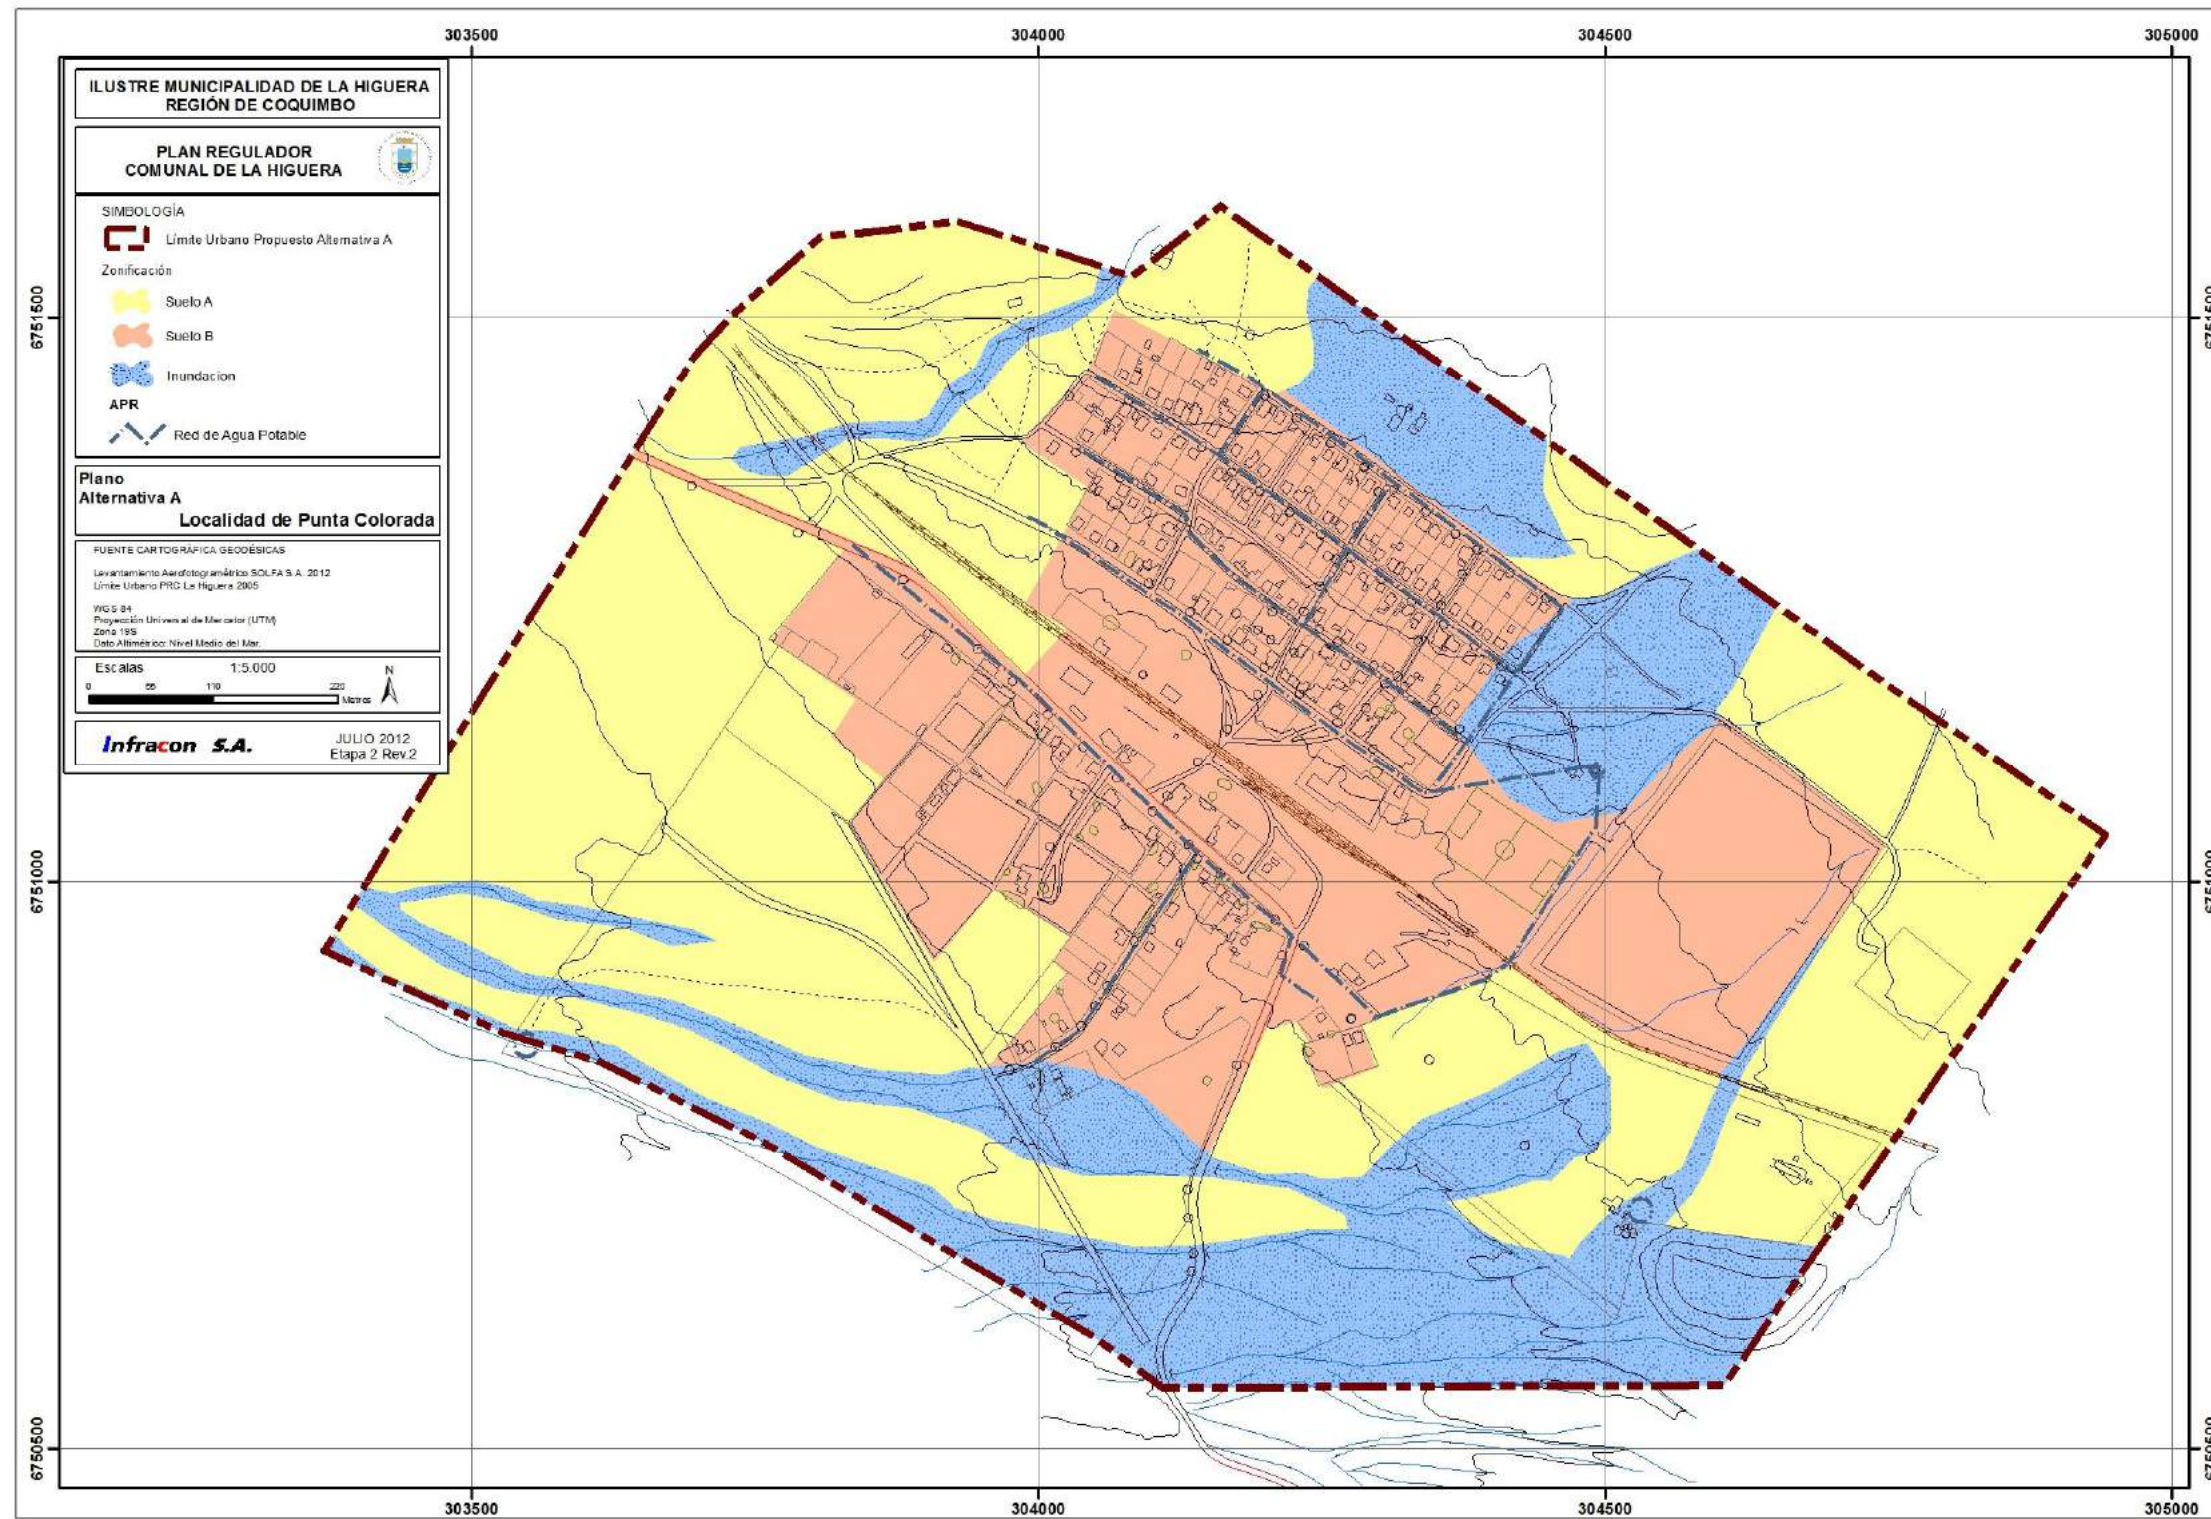 303500
304000
304500
305000
ILUSTRE MUNICIPALIDAD DE LA HIGUERA
REGIÓN DE COQUIMBO
PLAN REGULADOR
COMUNAL DE LA HIGUERA
SIMBOLOGÍA
Límite Urbano Propuesto Alternativa A
Zonificación
Suelo A
Suelo B
Inundacion
APR
Red de Agua Potable
Plano
Alternativa A
Localidad de Punta Colorada
FUENTE CARTOGRÁFICA GEODÉSICAS
Levantamiento Aerofotogramétrico SOLFA S.A. 2012
Límite Urbano PRC La Higuera 2005
WGS 84
Proyección Universal de Mercator (UTM)
Zona 19S
Dato Altimétrico: Nivel Medio del Mar.
Escalas 1:5.000
N
0 55 110 220
Metros
Infracon S.A.
JULIO 2012
Etapa 2 Rev.2
6751500
6751500
6751000
6751000
6750500
6750500
303500
304000
304500
305000